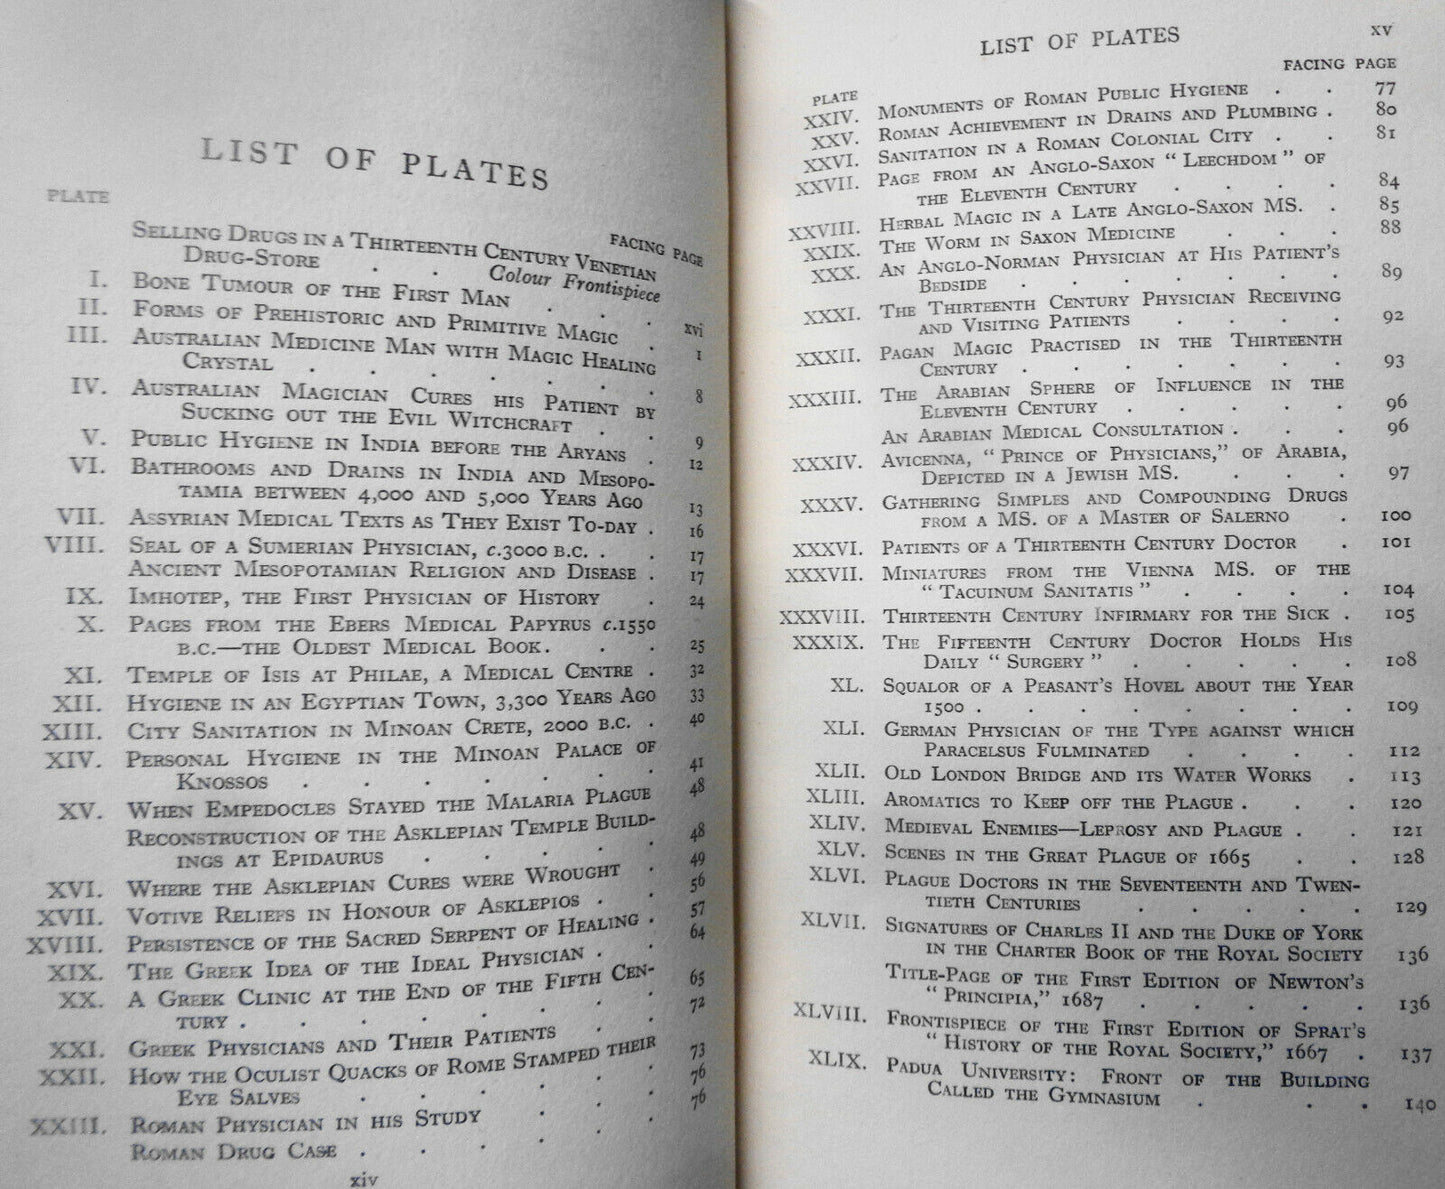 LIST OF PLATES
PLATE
FACING PAGE
SELLING DRUGS IN A THIRTEENTH CENTURY VENETIAN
DRUG-STORE . . Colour Frontispiece
I. BONE TUMOUR OF THE FIRST MAN . . . xvi
II. FORMS OF PREHISTORIC AND PRIMITIVE MAGIC . 1
III. AUSTRALIAN MEDICINE MAN WITH MAGIC HEALING
CRYSTAL . . . . . . . 8
IV. AUSTRALIAN MAGICIAN CURES HIS PATIENT BY
SUCKING OUT THE EVIL WITCHCRAFT . . 9
V. PUBLIC HYGIENE IN INDIA BEFORE THE ARYANS . 12
VI. BATHROOMS AND DRAINS IN INDIA AND MESOPO-
TAMIA BETWEEN 4,000 AND 5,000 YEARS AGO 13
VII. ASSYRIAN MEDICAL TEXTS AS THEY EXIST TO-DAY . 16
VIII. SEAL OF A SUMERIAN PHYSICIAN, c.3000 B.C. . . 17
ANCIENT MESOPOTAMIAN RELIGION AND DISEASE . 17
IX. IMHOTEP, THE FIRST PHYSICIAN OF HISTORY . 24
X. PAGES FROM THE EBERS MEDICAL PAPYRUS c.1550
B.C.—THE OLDEST MEDICAL BOOK . . . 25
XI. TEMPLE OF ISIS AT PHILAE, A MEDICAL CENTRE . 32
XII. HYGIENE IN AN EGYPTIAN TOWN, 3,300 YEARS AGO 33
XIII. CITY SANITATION IN MINOAN CRETE, 2000 B.C. . 40
XIV. PERSONAL HYGIENE IN THE MINOAN PALACE OF
KNOSSOS . . . . . . . 41
XV. WHEN EMPEDOCLES STAYED THE MALARIA PLAGUE 48
RECONSTRUCTION OF THE ASKLEPIAN TEMPLE BUILD-
INGS AT EPIDAURUS . . . . . 48
XVI. WHERE THE ASKLEPIAN CURES WERE WROUGHT . 49
XVII. VOTIVE RELIEFS IN HONOUR OF ASKLEPIOS . . 56
XVIII. PERSISTENCE OF THE SACRED SERPENT OF HEALING . 57
XIX. THE GREEK IDEA OF THE IDEAL PHYSICIAN . . 64
XX. A GREEK CLINIC AT THE END OF THE FIFTH CEN-
TURY . . . . . . . . 65
XXI. GREEK PHYSICIANS AND THEIR PATIENTS . . 72
XXII. HOW THE OCULIST QUACKS OF ROME STAMPED THEIR
EYE SALVES . . . . . . 73
XXIII. ROMAN PHYSICIAN IN HIS STUDY . . . 76
ROMAN DRUG CASE . . . . . 76
xiv
LIST OF PLATES xv
FACING PAGE
PLATE
XXIV. MONUMENTS OF ROMAN PUBLIC HYGIENE . . 77
XXV. ROMAN ACHIEVEMENT IN DRAINS AND PLUMBING . 80
XXVI. SANITATION IN A ROMAN COLONIAL CITY . . 81
XXVII. PAGE FROM AN ANGLO-SAXON "LEECHDOM" OF
THE ELEVENTH CENTURY . . . . 84
XXVIII. HERBAL MAGIC IN A LATE ANGLO-SAXON MS. . 85
XXIX. THE WORM IN SAXON MEDICINE . . . 88
XXX. AN ANGLO-NORMAN PHYSICIAN AT HIS PATIENT'S
BEDSIDE . . . . . . . 89
XXXI. THE THIRTEENTH CENTURY PHYSICIAN RECEIVING
AND VISITING PATIENTS . . . . 92
XXXII. PAGAN MAGIC PRACTISED IN THE THIRTEENTH
CENTURY . . . . . . . 93
XXXIII. THE ARABIAN SPHERE OF INFLUENCE IN THE
ELEVENTH CENTURY . . . . . 96
AN ARABIAN MEDICAL CONSULTATION . . . 96
XXXIV. AVICENNA, "PRINCE OF PHYSICIANS," OF ARABIA,
DEPICTED IN A JEWISH MS. . . . 97
XXXV. GATHERING SIMPLES AND COMPOUNDING DRUGS
FROM A MS. OF A MASTER OF SALERNO . 100
XXXVI. PATIENTS OF A THIRTEENTH CENTURY DOCTOR . 101
XXXVII. MINIATURES FROM THE VIENNA MS. OF THE
"TACUINUM SANITATIS" . . . . 104
XXXVIII. THIRTEENTH CENTURY INFIRMARY FOR THE SICK . 105
XXXIX. THE FIFTEENTH CENTURY DOCTOR HOLDS HIS
DAILY "SURGERY" . . . . . 108
XL. SQUALOR OF A PEASANT'S HOVEL ABOUT THE YEAR
1500 . . . . . . . . 109
XLI. GERMAN PHYSICIAN OF THE TYPE AGAINST WHICH
PARACELSUS FULMINATED . . . . 112
XLII. OLD LONDON BRIDGE AND ITS WATER WORKS . 113
XLIII. AROMATICS TO KEEP OFF THE PLAGUE . . . 120
XLIV. MEDIEVAL ENEMIES—LEPROSY AND PLAGUE . . 121
XLV. SCENES IN THE GREAT PLAGUE OF 1665 . . 128
XLVI. PLAGUE DOCTORS IN THE SEVENTEENTH AND TWEN-
TIETH CENTURIES . . . . . 129
XLVII. SIGNATURES OF CHARLES II AND THE DUKE OF YORK
IN THE CHARTER BOOK OF THE ROYAL SOCIETY 136
TITLE-PAGE OF THE FIRST EDITION OF NEWTON'S
"PRINCIPIA," 1687 . . . . . 136
XLVIII. FRONTISPIECE OF THE FIRST EDITION OF SPRAT'S
"HISTORY OF THE ROYAL SOCIETY," 1667 . 137
XLIX. PADUA UNIVERSITY: FRONT OF THE BUILDING
CALLED THE GYMNASIUM . . . 140